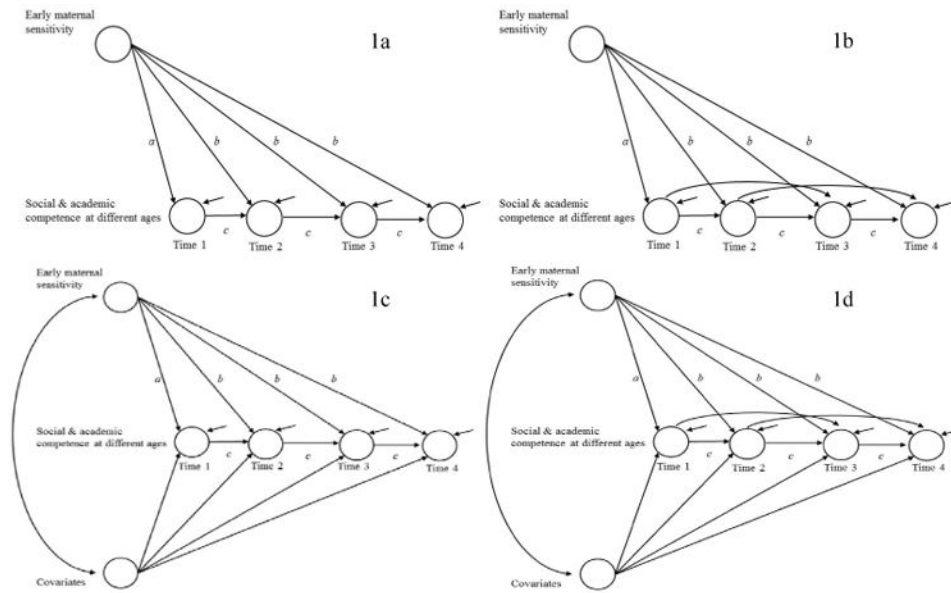 Early maternal
sensitivity
1a
a
b
b
b
Social & academic
competence at different ages
Time 1
c
Time 2
c
Time 3
c
Time 4
Early maternal
sensitivity
1b
a
b
b
b
Social & academic
competence at different ages
Time 1
c
Time 2
c
Time 3
c
Time 4
Early maternal
sensitivity
1c
a
b
b
b
Social & academic
competence at different ages
Time 1
c
Time 2
c
Time 3
c
Time 4
Covariates
Early maternal
sensitivity
1d
a
b
b
b
Social & academic
competence at different ages
Time 1
c
Time 2
c
Time 3
c
Time 4
Covariates